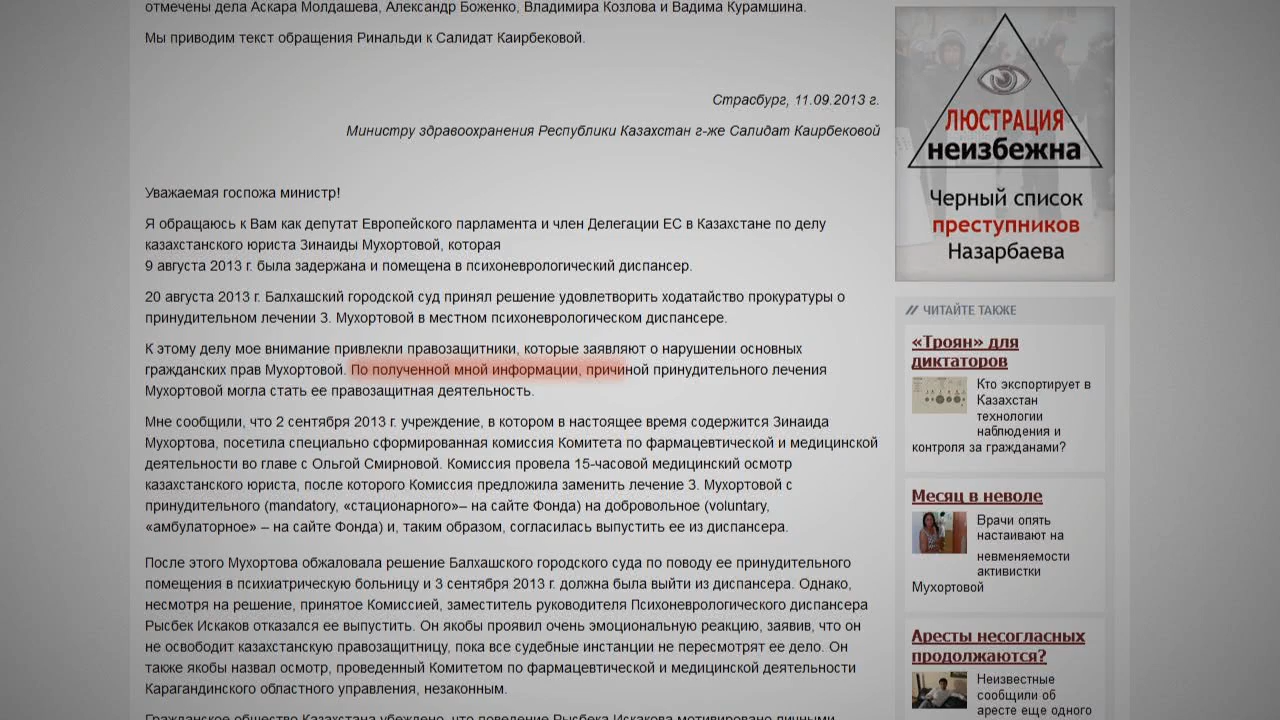 отмечены дела Аскара Молдашева, Александр Боженко, Владимира Козлова и Вадима Курамшина.
Мы приводим текст обращения Ринальди к Салидат Каирбековой.
Страсбург, 11.09.2013 г.
Министру здравоохранения Республики Казахстан г-же Салидат Каирбековой
Уважаемая госпожа министр!
Я обращаюсь к Вам как депутат Европейского парламента и член Делегации ЕС в Казахстане по делу
казахстанского юриста Зинаиды Мухортовой, которая
9 августа 2013 г. была задержана и помещена в психоневрологический диспансер.
20 августа 2013 г. Балхашский городской суд принял решение удовлетворить ходатайство прокуратуры о
принудительном лечении З. Мухортовой в местном психоневрологическом диспансере.
К этому делу мое внимание привлекли правозащитники, которые заявляют о нарушении основных
гражданских прав Мухортовой. По полученной мной информации, причиной принудительного лечения
Мухортовой могла стать ее правозащитная деятельность.
Мне сообщили, что 2 сентября 2013 г. учреждение, в котором в настоящее время содержится Зинаида
Мухортова, посетила специально сформированная комиссия Комитета по фармацевтической и медицинской
деятельности во главе с Ольгой Смирновой. Комиссия провела 15-часовой медицинский осмотр
казахстанского юриста, после которого Комиссия предложила заменить лечение З. Мухортовой с
принудительного (mandatory, «стационарного»– на сайте Фонда) на добровольное (voluntary,
«амбулаторное» – на сайте Фонда) и, таким образом, согласилась выпустить ее из диспансера.
После этого Мухортова обжаловала решение Балхашского городского суда по поводу ее принудительного
помещения в психиатрическую больницу и 3 сентября 2013 г. должна была выйти из диспансера. Однако,
несмотря на решение, принятое Комиссией, заместитель руководителя Психоневрологического диспансера
Рысбек Искаков отказался ее выпустить. Он якобы проявил очень эмоциональную реакцию, заявив, что он
не освободит казахстанскую правозащитницу, пока все судебные инстанции не пересмотрят ее дело. Он
также якобы назвал осмотр, проведенный Комитетом по фармацевтической и медицинской деятельности
Карагандинского областного управления, незаконным.
Гражданское общество Казахстана убеждено, что поведение Рысбека Искакова мотивировано личными
ЛЮСТРАЦИЯ
неизбежна
Черный список
преступников
Назарбаева
// ЧИТАЙТЕ ТАКЖЕ
«Троян» для
диктаторов
Кто экспортирует в
Казахстан
технологии
наблюдения и
контроля за гражданами?
Месяц в неволе
Врачи опять
настаивают на
невменяемости
активистки
Мухортовой
Аресты несогласных
продолжаются?
Неизвестные
сообщили об
аресте еще одного